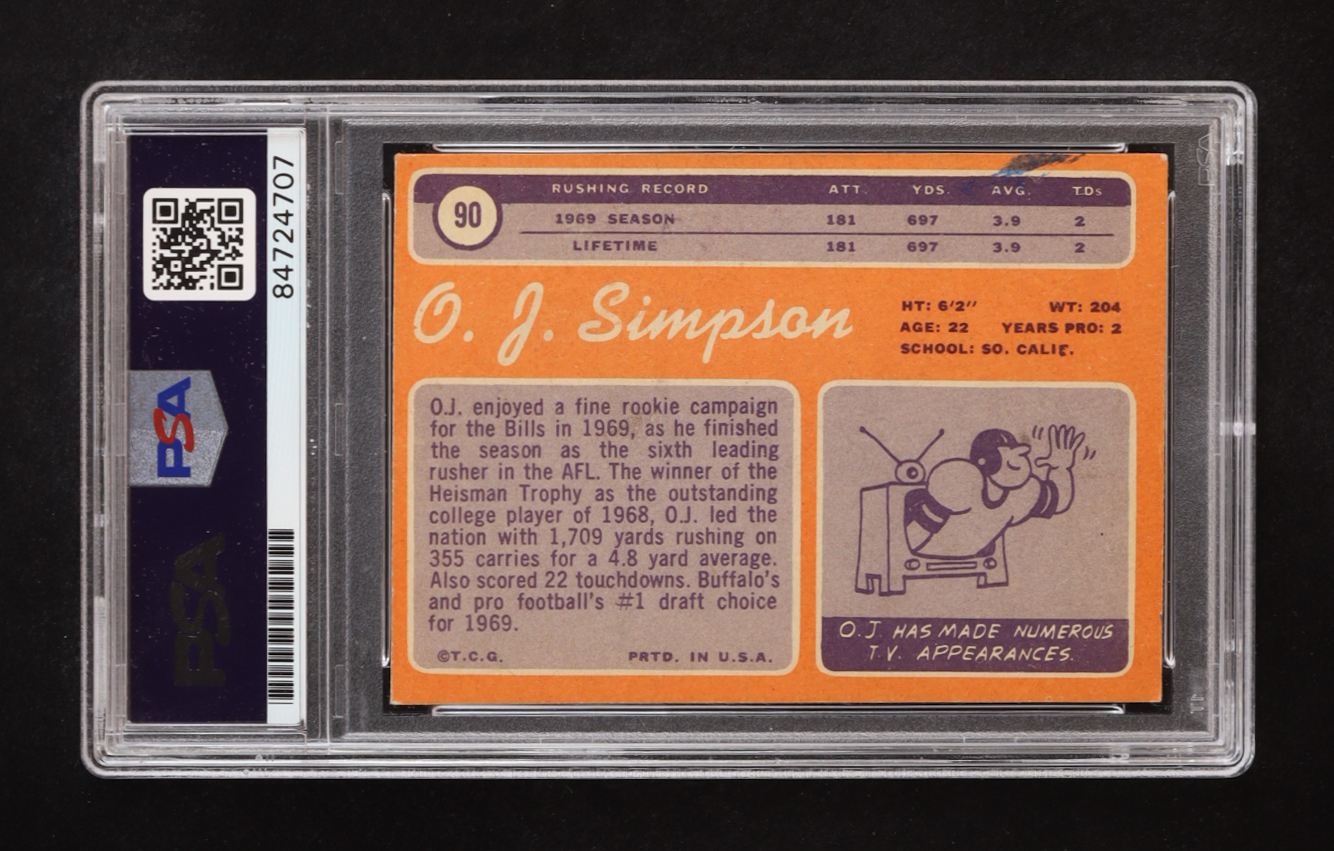 84724707
PSA
PSA
90
RUSHING RECORD ATT. YDS. AVG. T.D.s
1969 SEASON 181 697 3.9 2
LIFETIME 181 697 3.9 2
O. J. Simpson
HT: 6'2" WT: 204
AGE: 22 YEARS PRO: 2
SCHOOL: SO. CALIF.
O.J. enjoyed a fine rookie campaign
for the Bills in 1969, as he finished
the season as the sixth leading
rusher in the AFL. The winner of the
Heisman Trophy as the outstanding
college player of 1968, O.J. led the
nation with 1,709 yards rushing on
355 carries for a 4.8 yard average.
Also scored 22 touchdowns. Buffalo's
and pro football's #1 draft choice
for 1969.
©T.C.G. PRTD. IN U.S.A.
O.J. HAS MADE NUMEROUS
T.V. APPEARANCES.